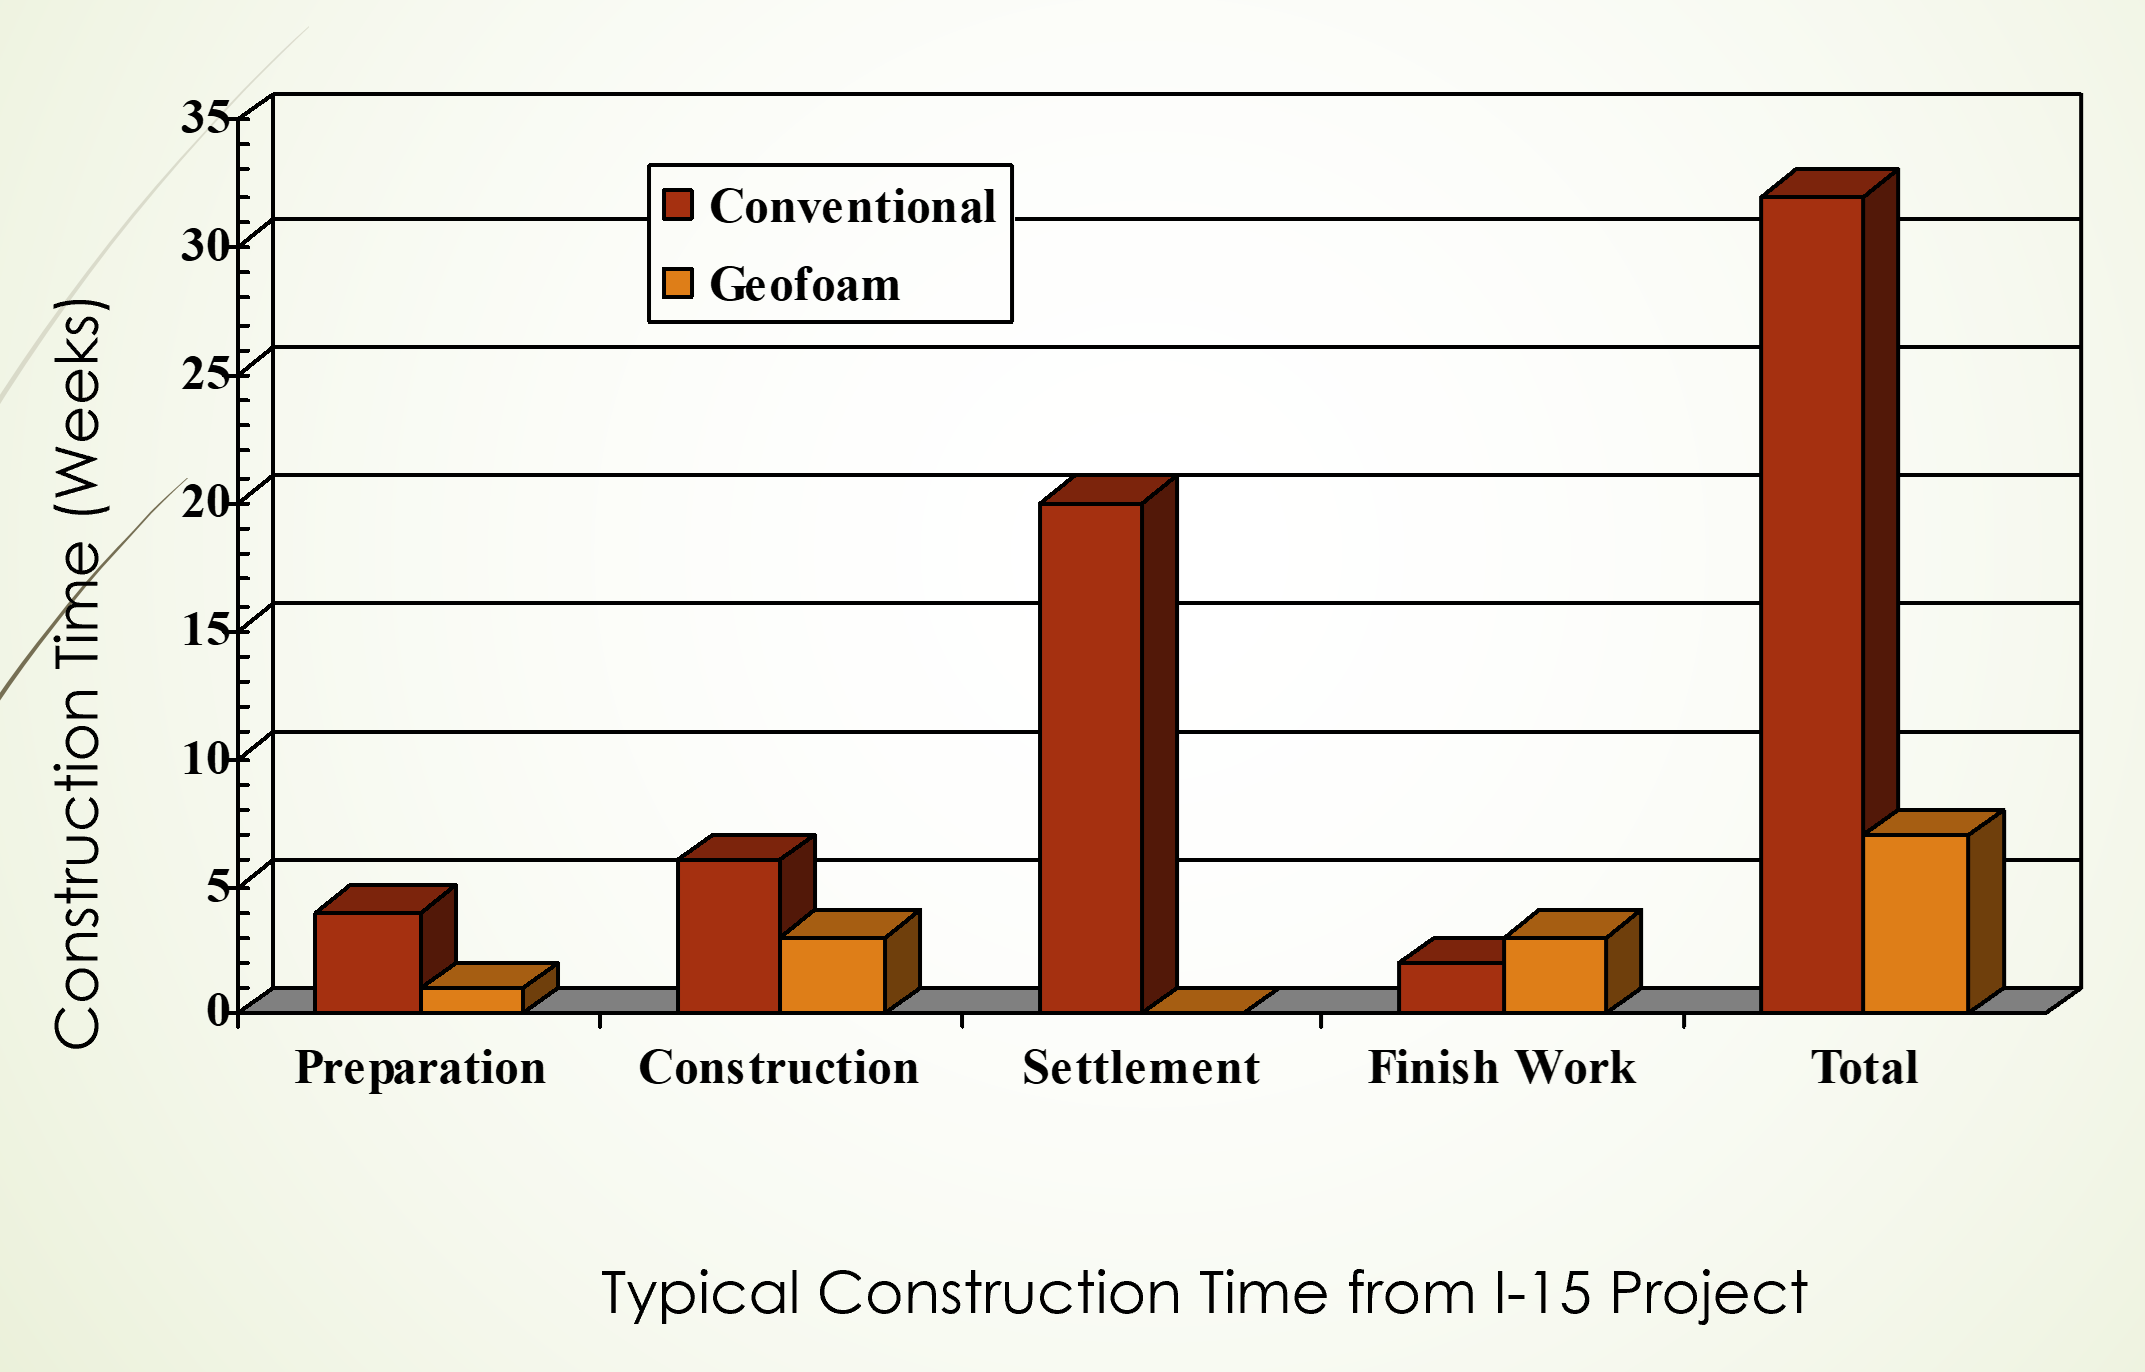 Construction Time (Weeks)
35
30
25
20
15
10
5
0
Conventional
Geofoam
Preparation Construction Settlement Finish Work Total
Typical Construction Time from I-15 Project